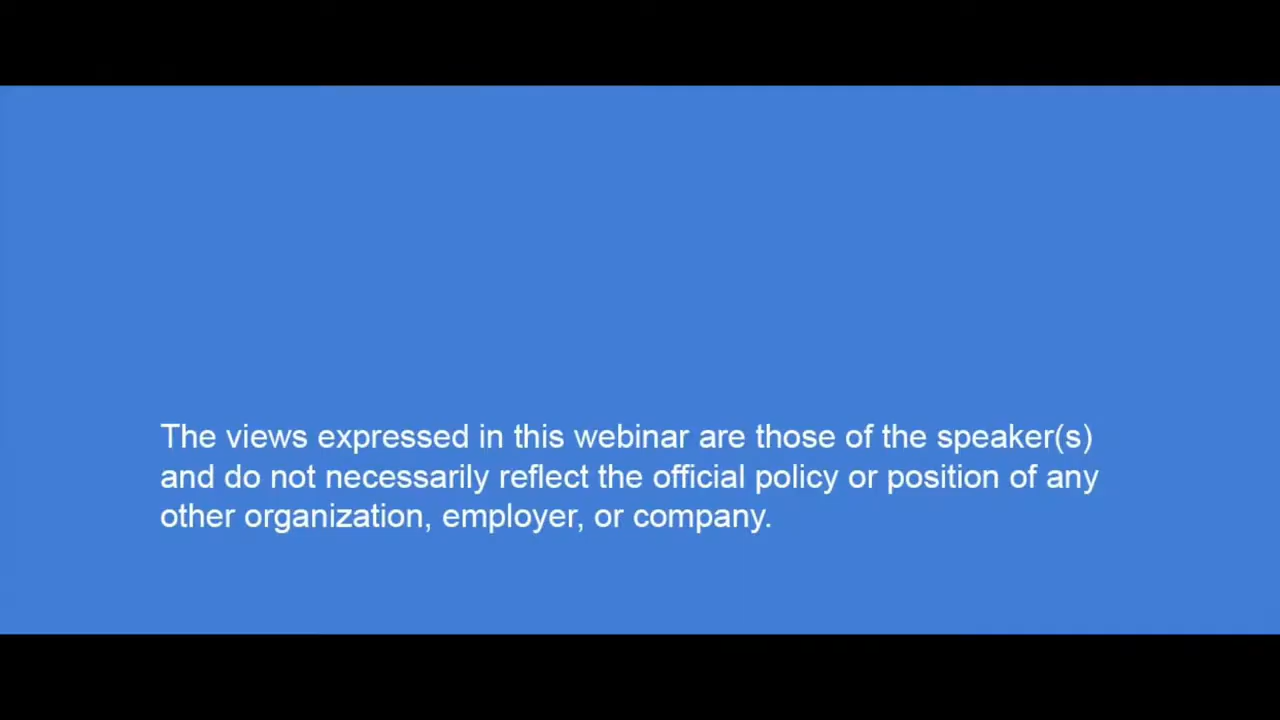 The views expressed in this webinar are those of the speaker(s)
and do not necessarily reflect the official policy or position of any
other organization, employer, or company.